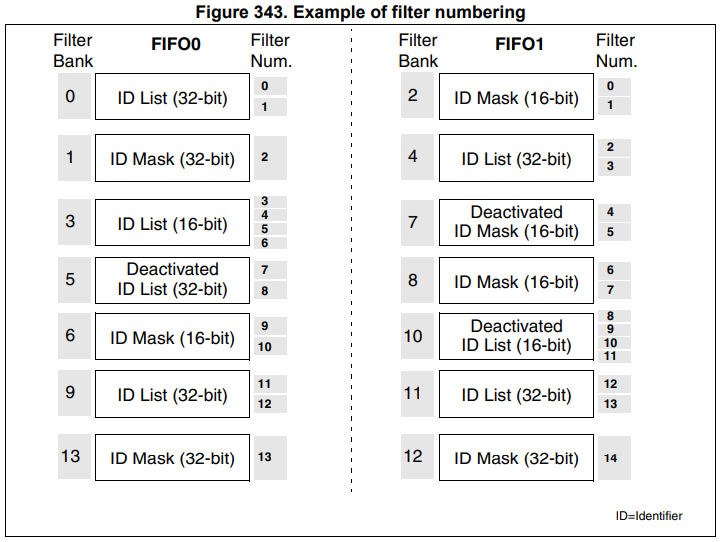 Figure 343. Example of filter numbering
Filter Bank
FIFO0
Filter Num.
0
ID List (32-bit)
0
1
1
ID Mask (32-bit)
2
3
ID List (16-bit)
3
4
5
6
5
Deactivated
ID List (32-bit)
7
8
6
ID Mask (16-bit)
9
10
9
ID List (32-bit)
11
12
13
ID Mask (32-bit)
13
Filter Bank
FIFO1
Filter Num.
2
ID Mask (16-bit)
0
1
4
ID List (32-bit)
2
3
7
Deactivated
ID Mask (16-bit)
4
5
8
ID Mask (16-bit)
6
7
10
Deactivated
ID List (16-bit)
8
9
10
11
11
ID List (32-bit)
12
13
12
ID Mask (32-bit)
14
ID=Identifier